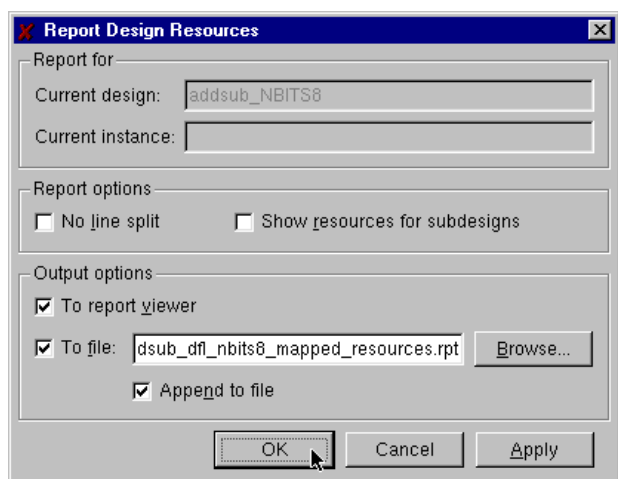 Report Design Resources
Report for
Current design: addsub_NBITS8
Current instance:
Report options
No line split Show resources for subdesigns
Output options
To report viewer
To file: dsub_dfl_nbits8_mapped_resources.rpt Browse...
Append to file
OK Cancel Apply